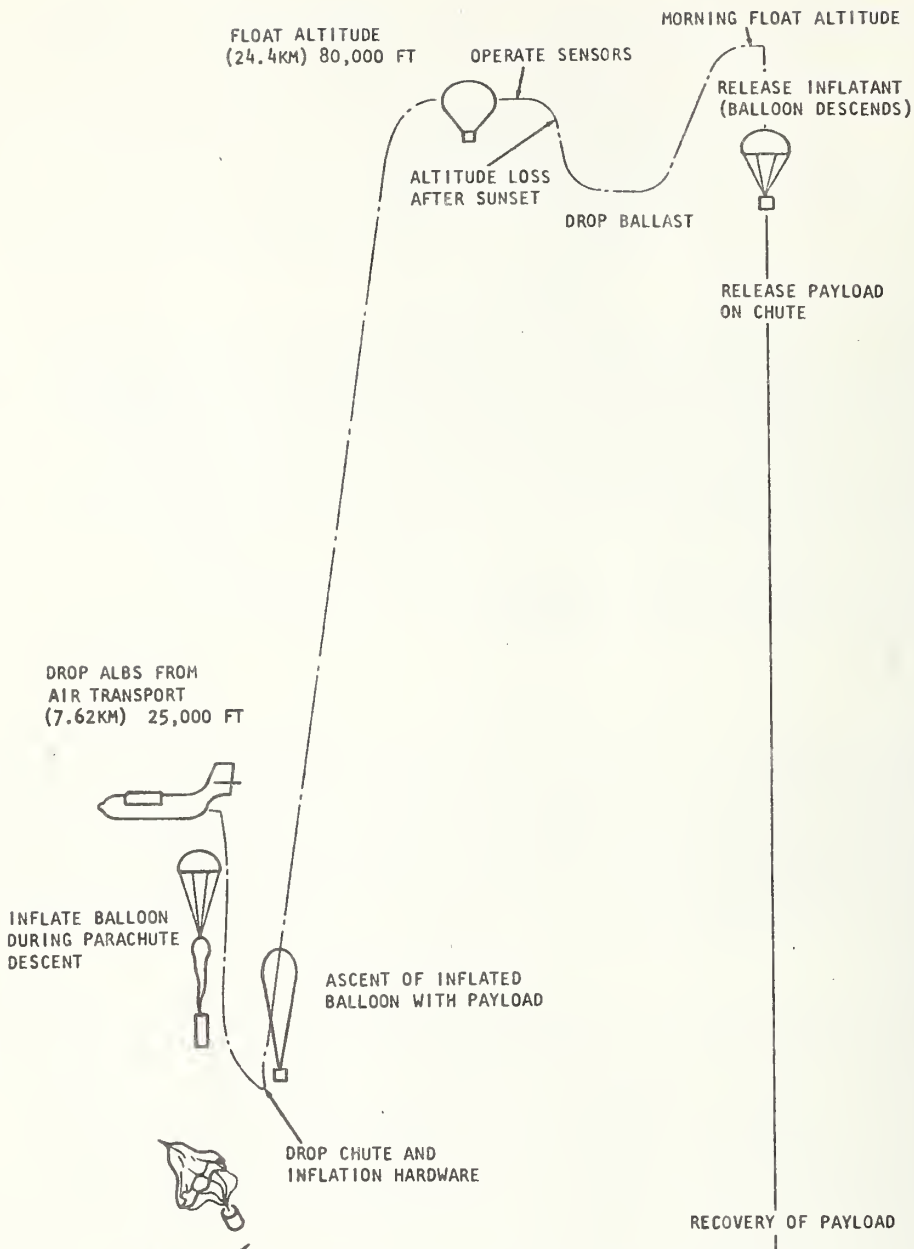 MORNING FLOAT ALTITUDE
FLOAT ALTITUDE
(24.4KM) 80,000 FT
OPERATE SENSORS
RELEASE INFLATANT
(BALLOON DESCENDS)
ALTITUDE LOSS
AFTER SUNSET
DROP BALLAST
RELEASE PAYLOAD
ON CHUTE
DROP ALBS FROM
AIR TRANSPORT
(7.62KM) 25,000 FT
INFLATE BALLOON
DURING PARACHUTE
DESCENT
ASCENT OF INFLATED
BALLOON WITH PAYLOAD
DROP CHUTE AND
INFLATION HARDWARE
RECOVERY OF PAYLOAD